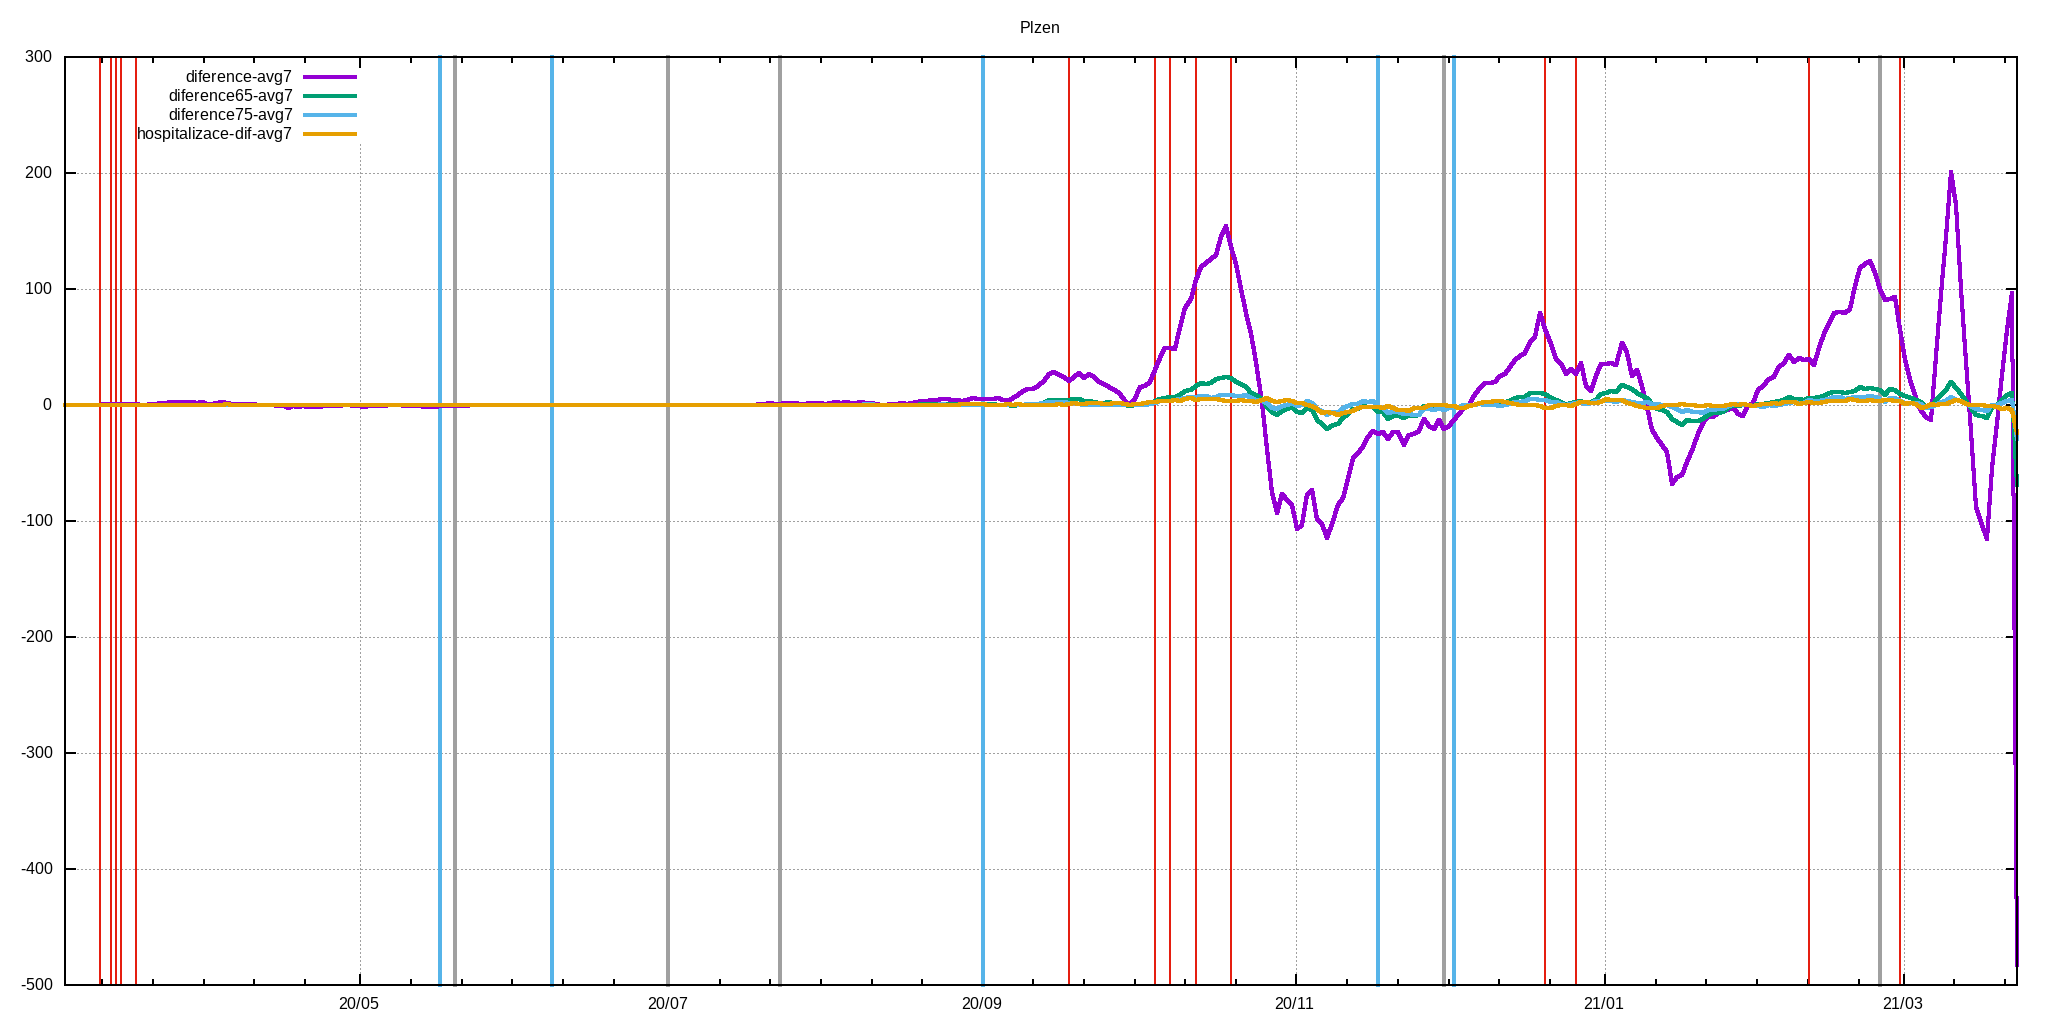 Plzen
300
200
100
0
-100
-200
-300
-400
-500
diference-avg7
diference65-avg7
diference75-avg7
hospitalizace-dif-avg7
20/05 20/07 20/09 20/11 21/01 21/03